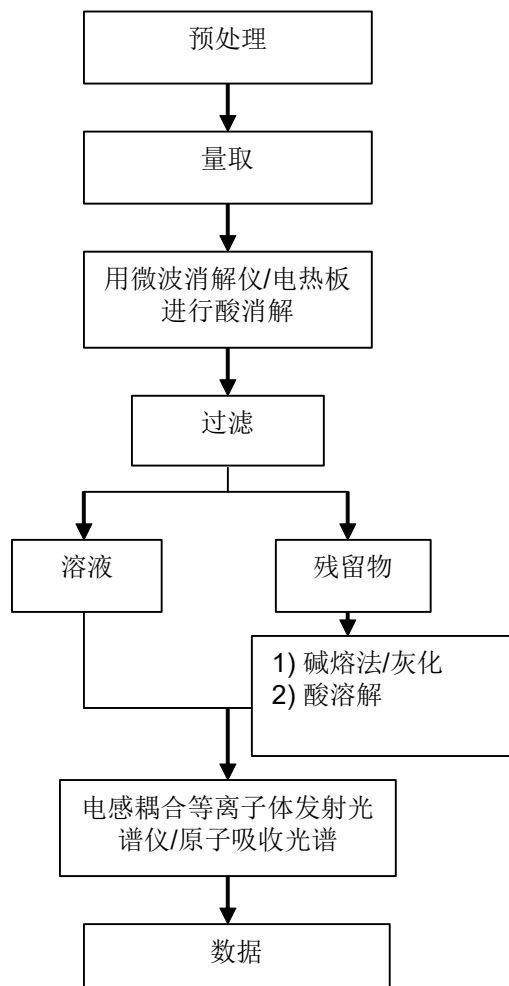 预处理
量取
用微波消解仪/电热板
进行酸消解
过滤
溶液
残留物
1) 碱熔法/灰化
2) 酸溶解
电感耦合等离子体发射光
谱仪/原子吸收光谱
数据